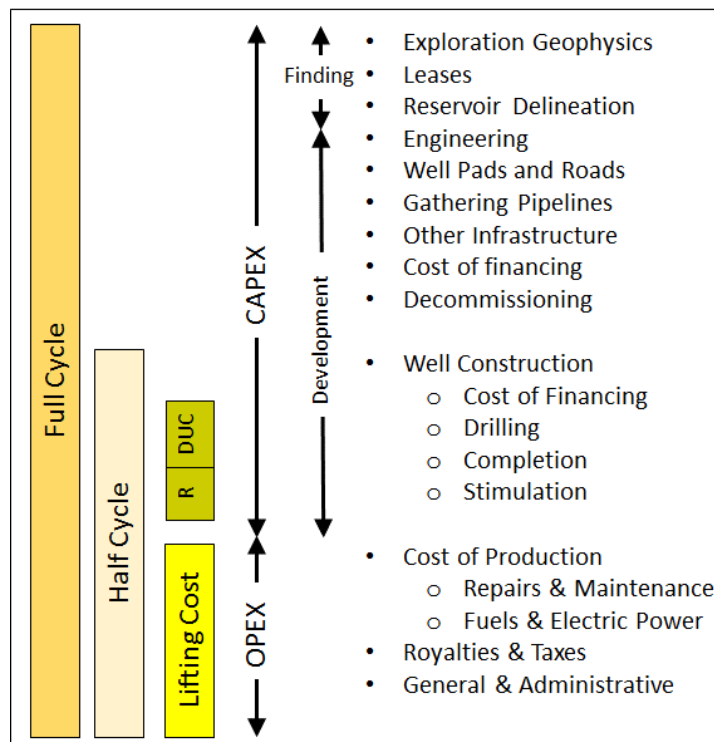 Full Cycle
Half Cycle
DUC
R
Lifting Cost
CAPEX
OPEX
Finding
Development
• Exploration Geophysics
• Leases
• Reservoir Delineation
• Engineering
• Well Pads and Roads
• Gathering Pipelines
• Other Infrastructure
• Cost of financing
• Decommissioning
• Well Construction
o Cost of Financing
o Drilling
o Completion
o Stimulation
• Cost of Production
o Repairs & Maintenance
o Fuels & Electric Power
• Royalties & Taxes
• General & Administrative